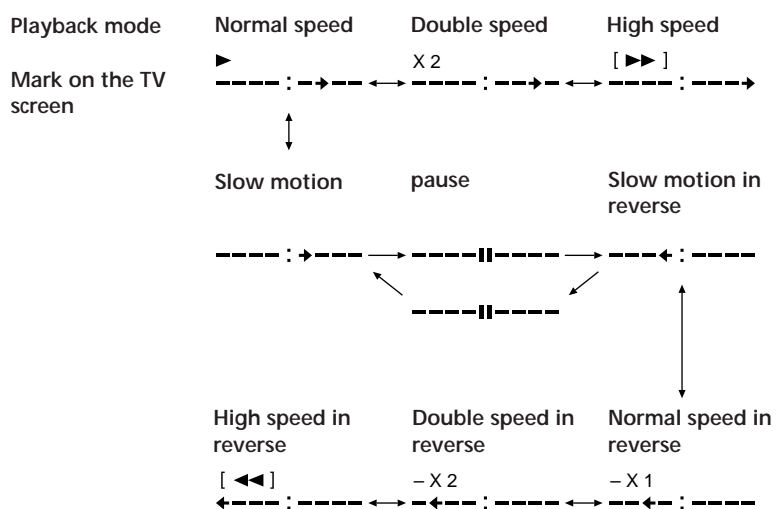 Playback mode Normal speed Double speed High speed
▶ X 2 [ ▶▶ ]
Mark on the TV
screen
Slow motion pause Slow motion in
reverse
High speed in Double speed in Normal speed in
reverse reverse reverse
[ ◀◀ ] – X 2 – X 1